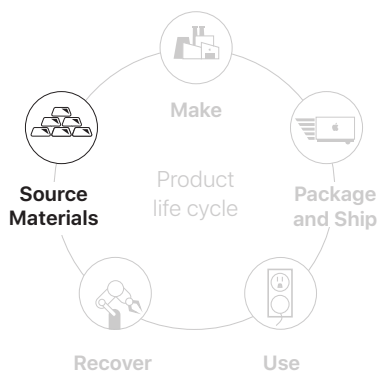 Make
Source
Materials
Product
life cycle
Package
and Ship
Recover
Use